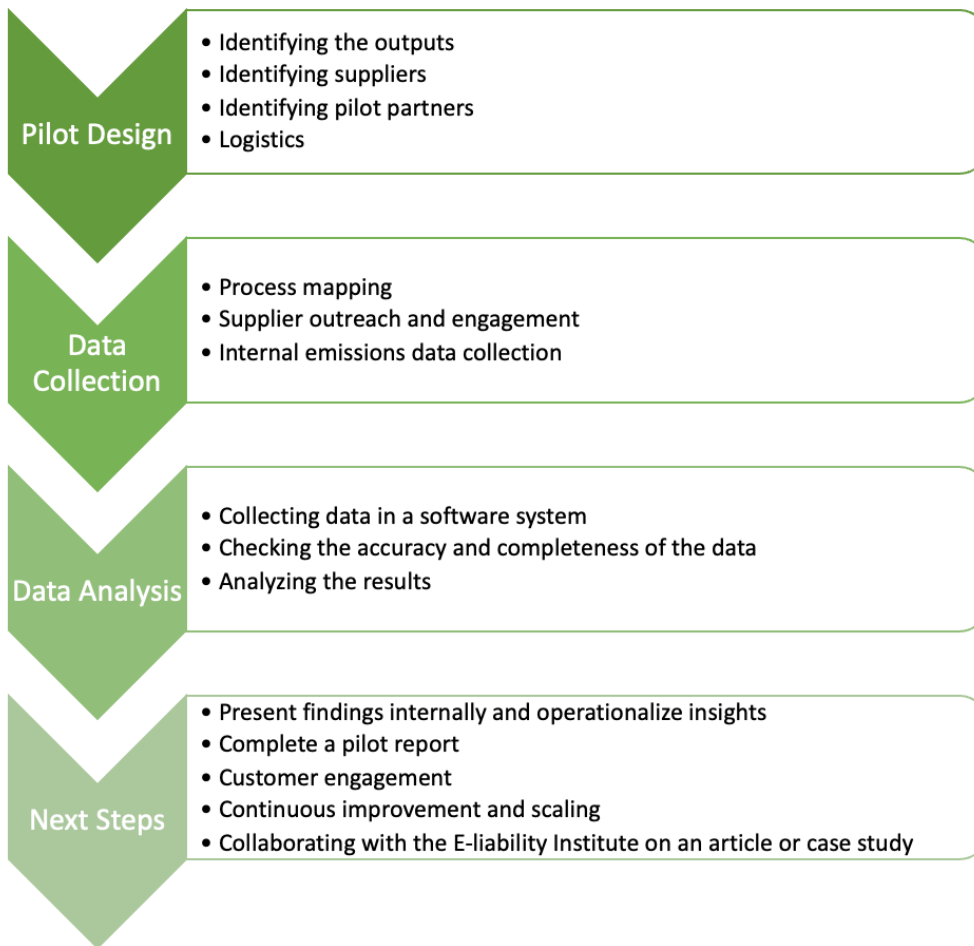 Pilot Design
• Identifying the outputs
• Identifying suppliers
• Identifying pilot partners
• Logistics
Data
Collection
• Process mapping
• Supplier outreach and engagement
• Internal emissions data collection
Data Analysis
• Collecting data in a software system
• Checking the accuracy and completeness of the data
• Analyzing the results
Next Steps
• Present findings internally and operationalize insights
• Complete a pilot report
• Customer engagement
• Continuous improvement and scaling
• Collaborating with the E-liability Institute on an article or case study